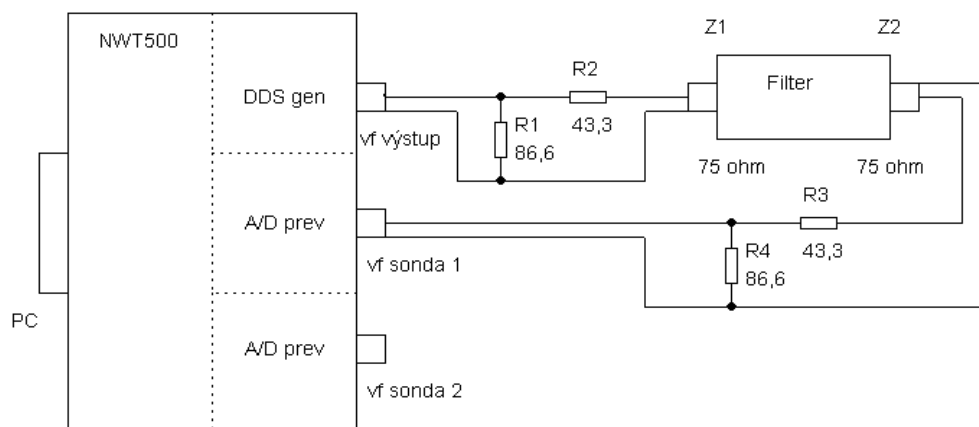 NWT500
Z1
Z2
R2
Filter
DDS gen
R1
43,3
vf výstup
86,6
75 ohm
75 ohm
R3
A/D prev
R4
43,3
vf sonda 1
86,6
PC
A/D prev
vf sonda 2